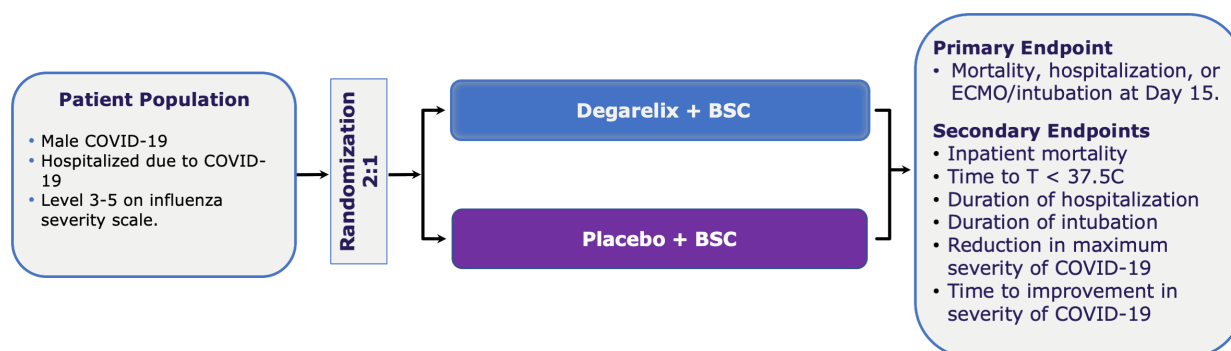 Patient Population
• Male COVID-19
• Hospitalized due to COVID-
19
• Level 3-5 on influenza
severity scale.
Randomization
2:1
Degarelix + BSC
Placebo + BSC
Primary Endpoint
• Mortality, hospitalization, or
ECMO/intubation at Day 15.
Secondary Endpoints
• Inpatient mortality
• Time to T < 37.5C
• Duration of hospitalization
• Duration of intubation
• Reduction in maximum
severity of COVID-19
• Time to improvement in
severity of COVID-19